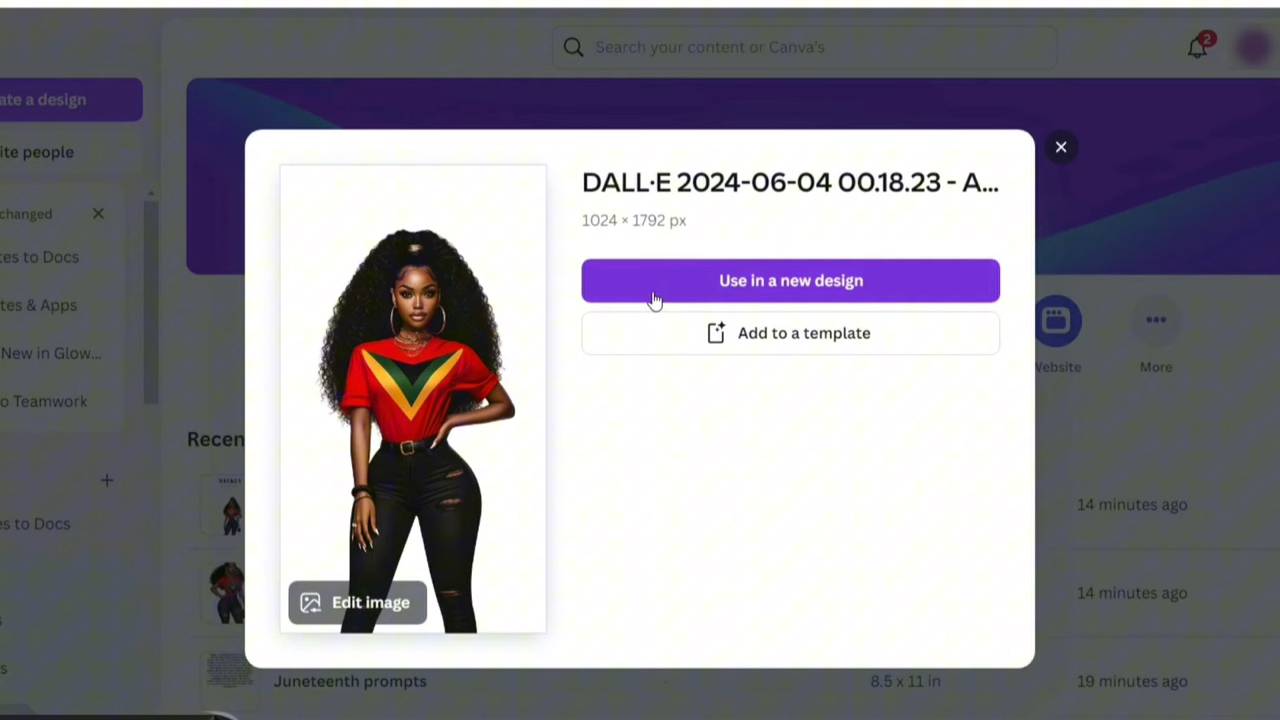 Search your content or Canva's
2
ate a design
ite people
changed
tes to Docs
tes & Apps
New in Glow...
o Teamwork
es to Docs
s
DALL·E 2024-06-04 00.18.23 - A...
1024 × 1792 px
Use in a new design
Add to a template
Edit image
Website
More
Recen
14 minutes ago
14 minutes ago
Juneteenth prompts
8.5 x 11 in
19 minutes ago